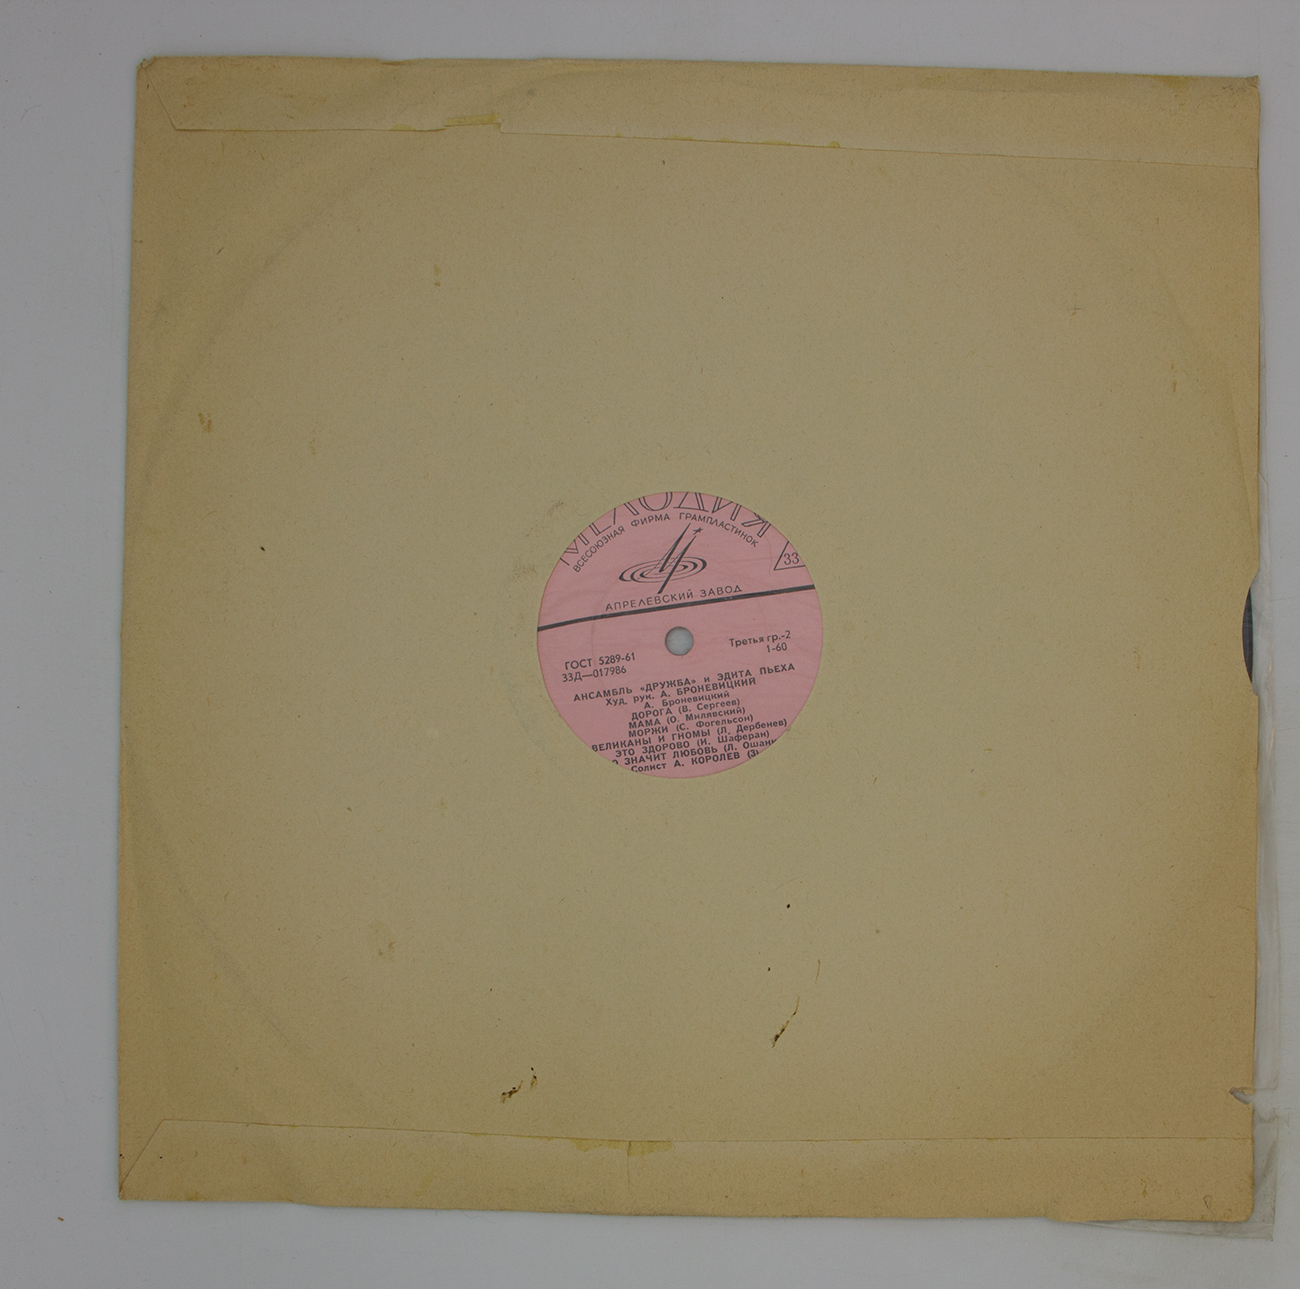 МЕЛОДИЯ
ВСЕСОЮЗНАЯ ФИРМА ГРАМПЛАСТИНОК
33
АПРЕЛЕВСКИЙ ЗАВОД
ГОСТ 5289-61
Третья гр.-2
33Д—017986
1-60
АНСАМБЛЬ «ДРУЖБА» и ЭДИТА ПЬЕХА
Худ. рук. А. БРОНЕВИЦКИЙ
А. Броневицкий
ДОРОГА (В. Сергеев)
МАМА (О. Милявский)
МОРЖИ (С. Фогельсон)
ВЕЛИКАНЫ И ГНОМЫ (Л. Дербенев)
ЭТО ЗДОРОВО (И. Шаферан)
О ЗНАЧИТ ЛЮБОВЬ (Л. Ошани
Солист А. КОРОЛЕВ (3)